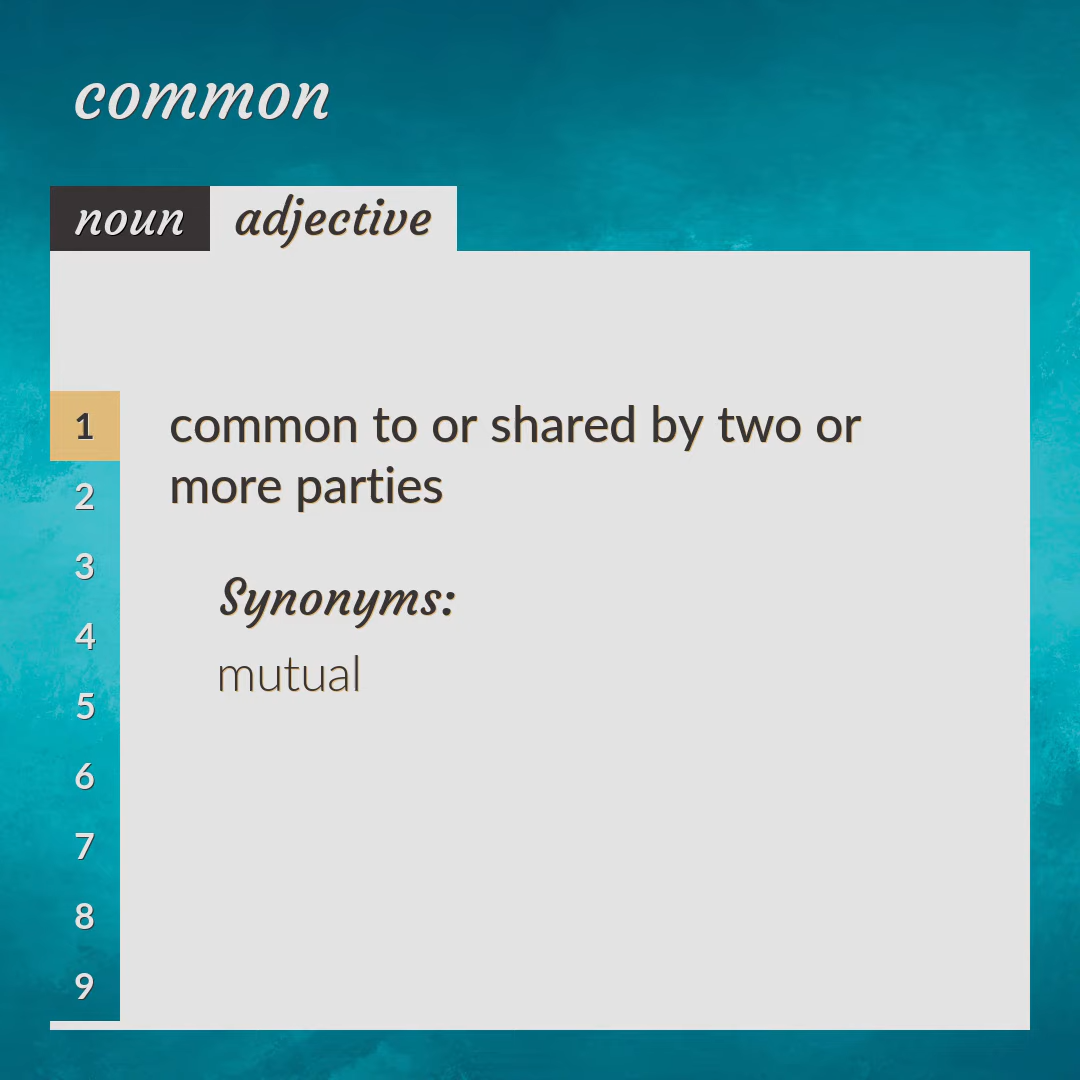 common
noun adjective
1 common to or shared by two or
more parties
2
3
Synonyms:
4
mutual
5
6
7
8
9